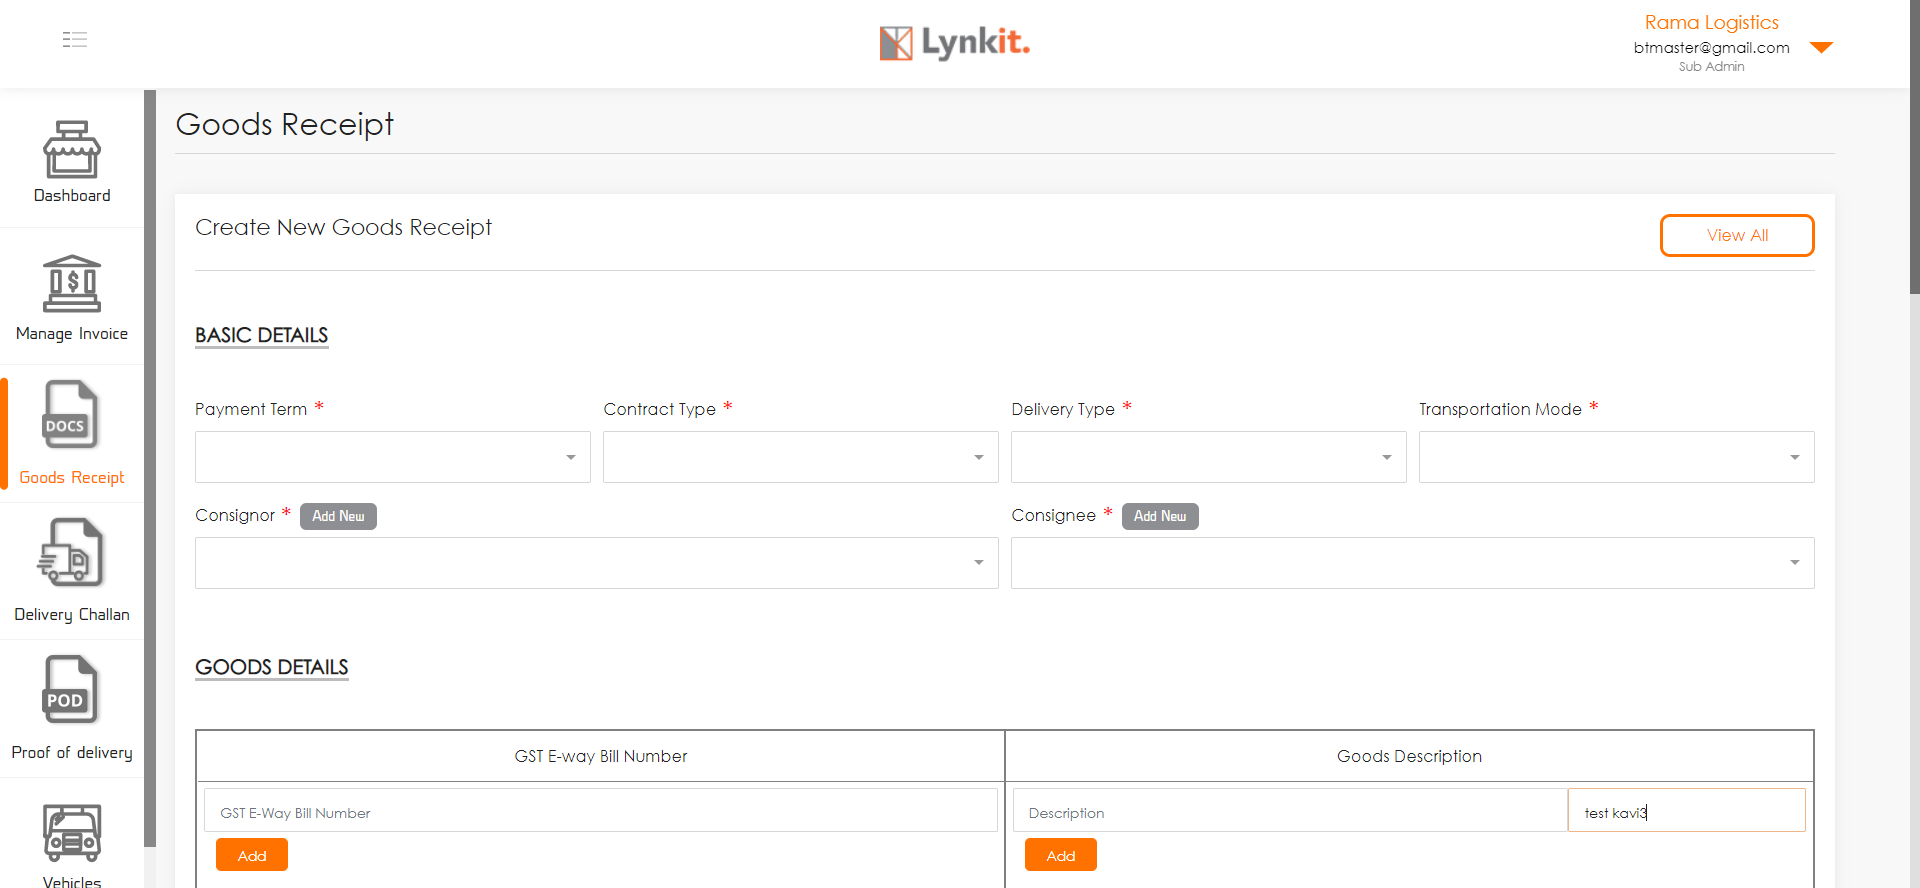 Lynkit.
Rama Logistics
btmaster@gmail.com
Sub Admin
Dashboard
Manage Invoice
DOCS
Goods Receipt
Delivery Challan
POD
Proof of delivery
Vehicles
Goods Receipt
Create New Goods Receipt
View All
BASIC DETAILS
Payment Term *
Contract Type *
Delivery Type *
Transportation Mode *
Consignor * Add New
Consignee * Add New
GOODS DETAILS
GST E-way Bill Number
Goods Description
GST E-Way Bill Number
Description
test kavi3
Add
Add